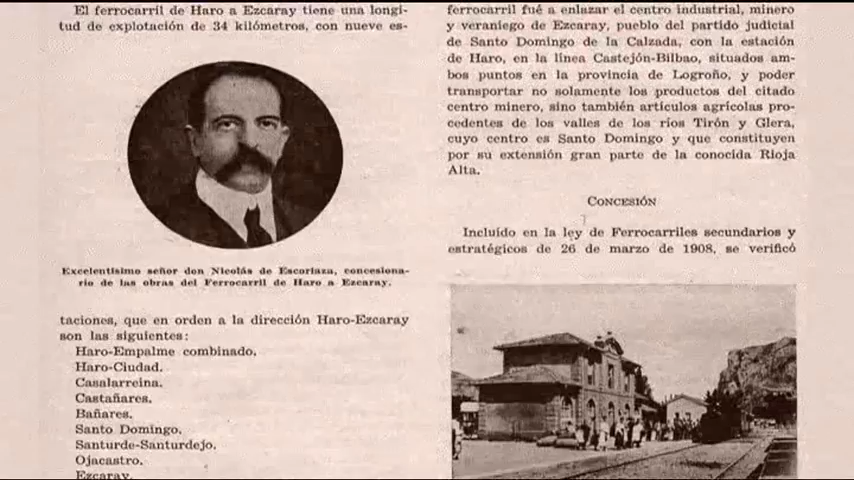 El ferrocarril de Haro a Ezcaray tiene una longi-
tud de explotación de 34 kilómetros, con nueve es-
Excelentísimo señor don Nicolás de Escoriaza, concesiona-
rio de las obras del Ferrocarril de Haro a Ezcaray.
taciones, que en orden a la dirección Haro-Ezcaray
son las siguientes:
Haro-Empalme combinado.
Haro-Ciudad.
Casalarreina.
Castañares.
Bañares.
Santo Domingo.
Santurde-Santurdejo.
Ojacastro.
Ezcaray.
ferrocarril fué a enlazar el centro industrial, minero
y veraniego de Ezcaray, pueblo del partido judicial
de Santo Domingo de la Calzada, con la estación
de Haro, en la línea Castejón-Bilbao, situados am-
bos puntos en la provincia de Logroño, y poder
transportar no solamente los productos del citado
centro minero, sino también artículos agrícolas pro-
cedentes de los valles de los ríos Tirón y Glera,
cuyo centro es Santo Domingo y que constituyen
por su extensión gran parte de la conocida Rioja
Alta.
CONCESIÓN
Incluído en la ley de Ferrocarriles secundarios y
estratégicos de 26 de marzo de 1908, se verificó